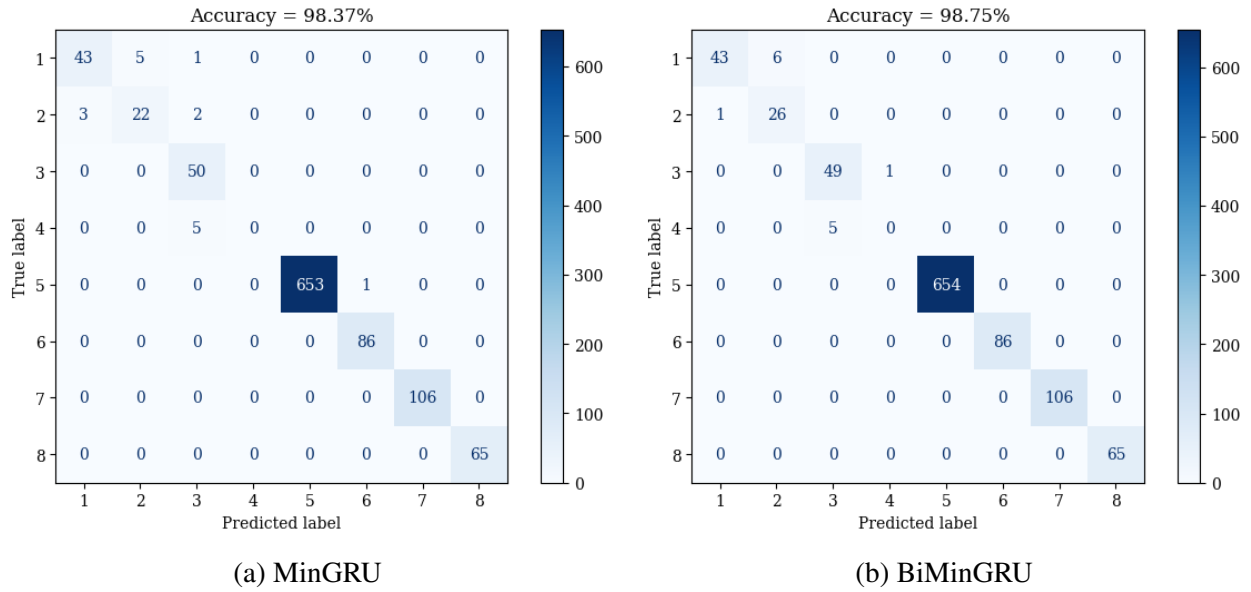 Accuracy = 98.37%
True label
1 43 5 1 0 0 0 0 0
2 3 22 2 0 0 0 0 0
3 0 0 50 0 0 0 0 0
4 0 0 5 0 0 0 0 0
5 0 0 0 0 653 1 0 0
6 0 0 0 0 0 86 0 0
7 0 0 0 0 0 0 106 0
8 0 0 0 0 0 0 0 65
1 2 3 4 5 6 7 8
Predicted label
600
500
400
300
200
100
0
(a) MinGRU
Accuracy = 98.75%
True label
1 43 6 0 0 0 0 0 0
2 1 26 0 0 0 0 0 0
3 0 0 49 1 0 0 0 0
4 0 0 5 0 0 0 0 0
5 0 0 0 0 654 0 0 0
6 0 0 0 0 0 86 0 0
7 0 0 0 0 0 0 106 0
8 0 0 0 0 0 0 0 65
1 2 3 4 5 6 7 8
Predicted label
600
500
400
300
200
100
0
(b) BiMinGRU